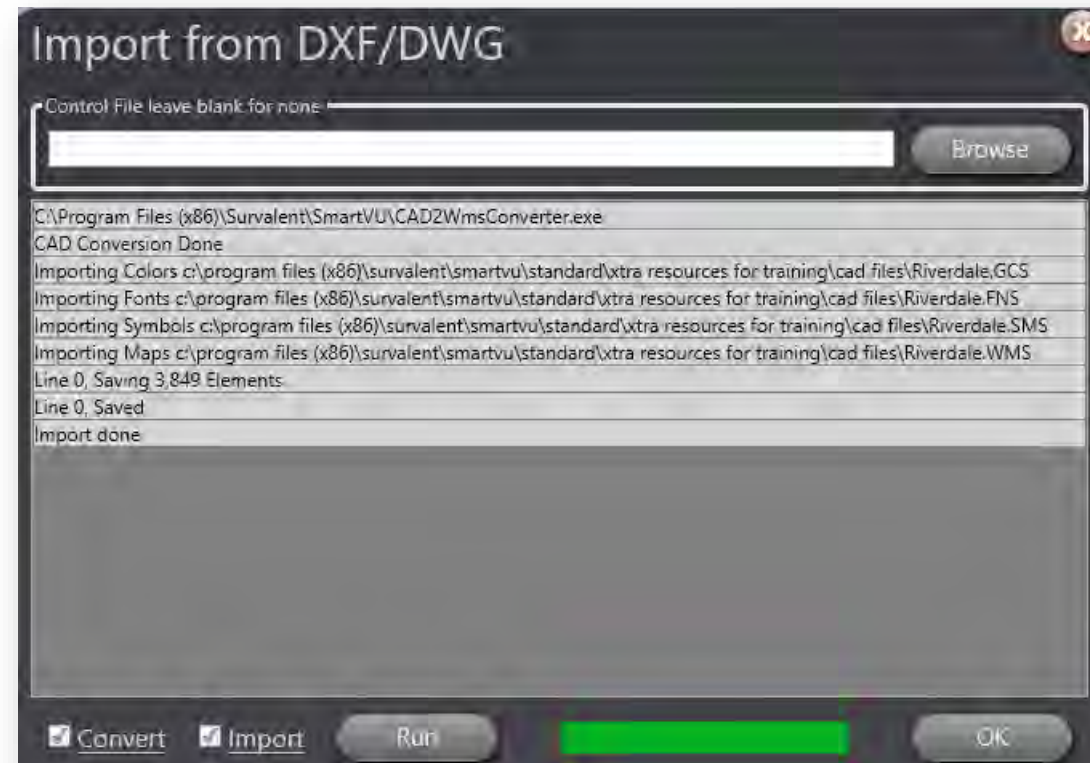 Import from DXF/DWG
Control File leave blank for none
Browse
C:\Program Files (x86)\Survalent\SmartVU\CAD2WmsConverter.exe
CAD Conversion Done
Importing Colors c:\program files (x86)\survalent\smartvu\standard\xtra resources for training\cad files\Riverdale.GCS
Importing Fonts c:\program files (x86)\survalent\smartvu\standard\xtra resources for training\cad files\Riverdale.FNS
Importing Symbols c:\program files (x86)\survalent\smartvu\standard\xtra resources for training\cad files\Riverdale.SMS
Importing Maps c:\program files (x86)\survalent\smartvu\standard\xtra resources for training\cad files\Riverdale.WMS
Line 0, Saving 3,849 Elements
Line 0, Saved
Import done
Convert Import Run OK